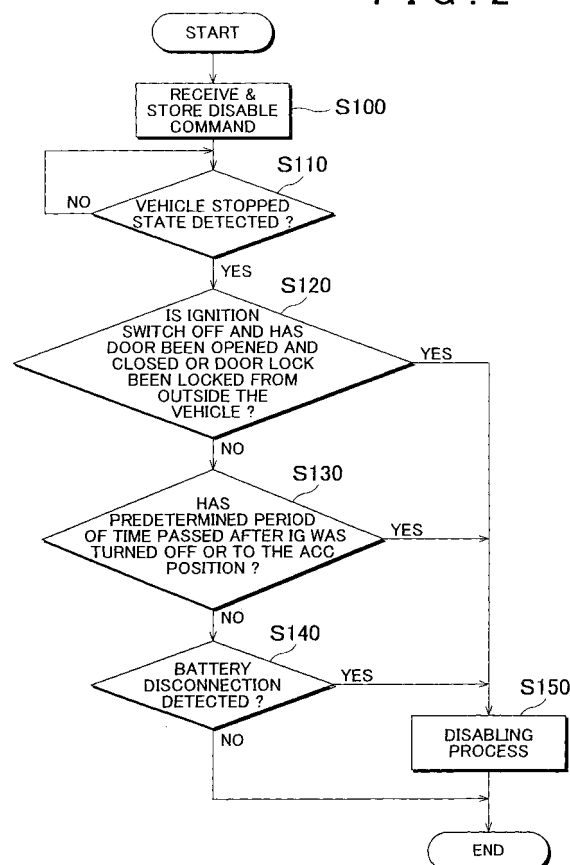 FIG. 2
START
RECEIVE &
STORE DISABLE
COMMAND
S100
S110
NO
VEHICLE STOPPED
STATE DETECTED ?
YES
S120
IS IGNITION
SWITCH OFF AND HAS
DOOR BEEN OPENED AND
CLOSED OR DOOR LOCK
BEEN LOCKED FROM
OUTSIDE THE
VEHICLE ?
YES
NO
S130
HAS
PREDETERMINED PERIOD
OF TIME PASSED AFTER IG WAS
TURNED OFF OR TO THE ACC
POSITION ?
YES
NO
S140
BATTERY
DISCONNECTION
DETECTED ?
YES
NO
S150
DISABLING
PROCESS
END